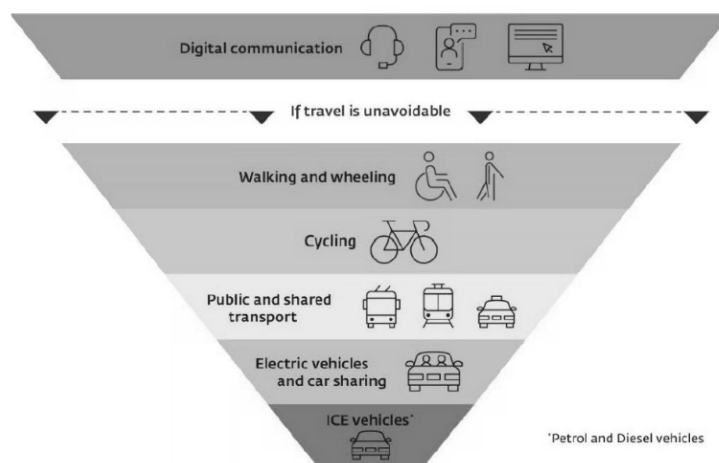 Digital communication
If travel is unavoidable
Walking and wheeling
Cycling
Public and shared
transport
Electric vehicles
and car sharing
ICE vehicles*
*Petrol and Diesel vehicles